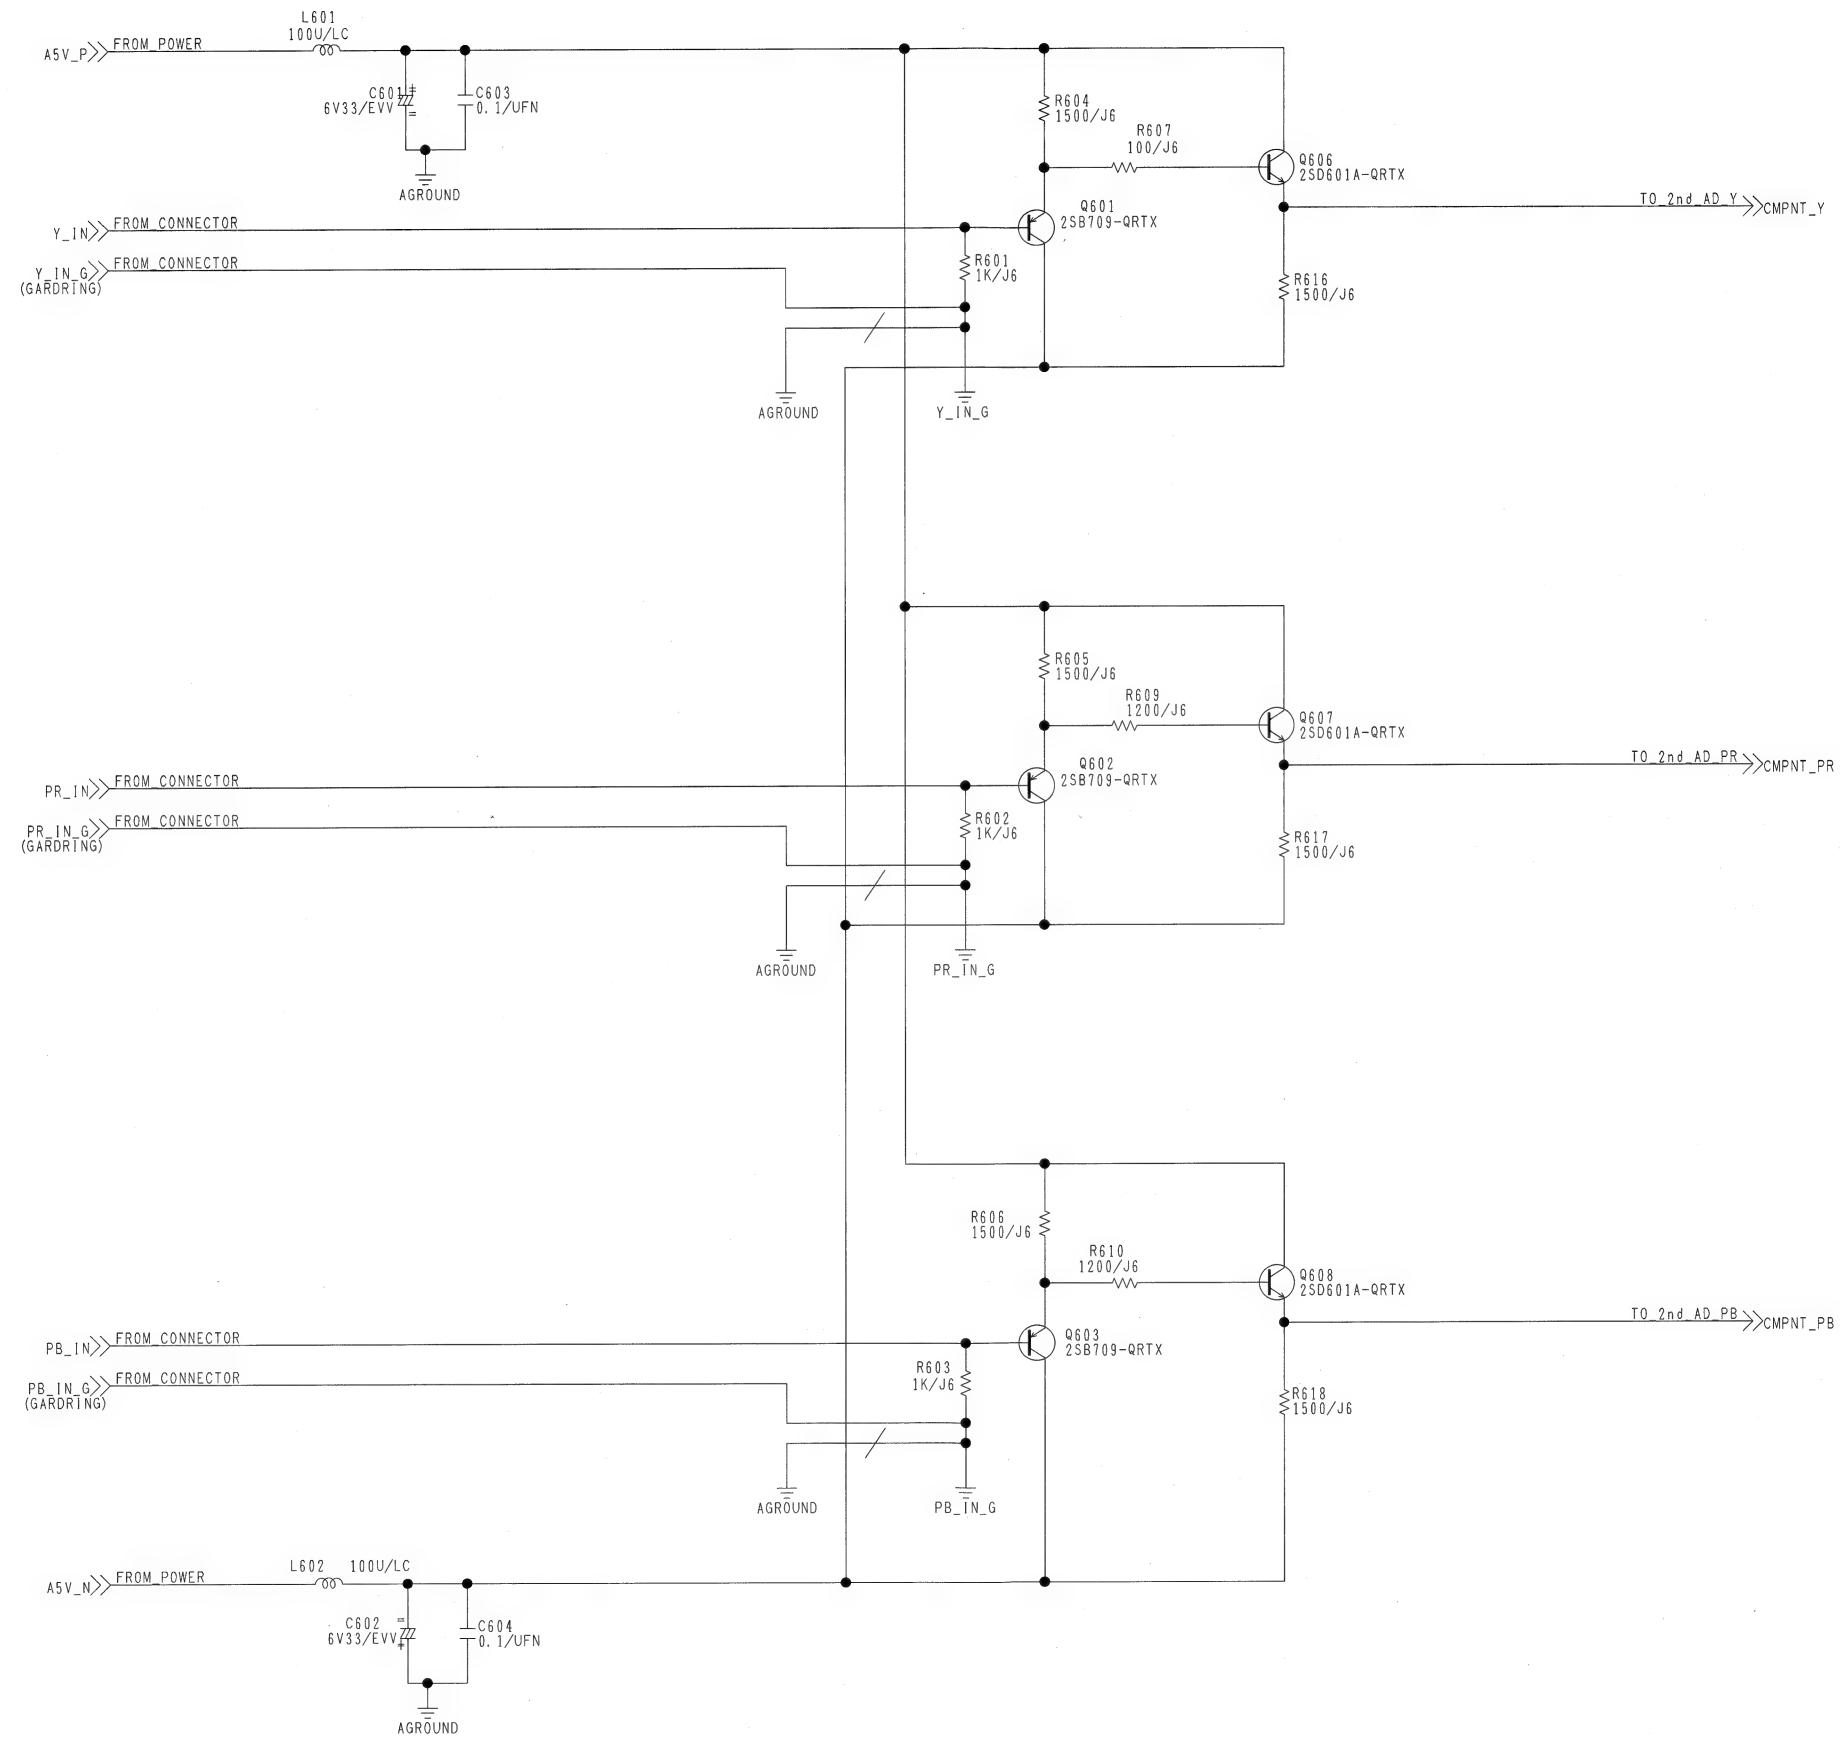 L601
100U/LC
A5V_P
FROM_POWER
C601
6V33/EVV
C603
0.1/UFN
AGROUND
R604
1500/J6
R607
100/J6
Q606
2SD601A-QRTX
TO_2nd_AD_Y
CMPNT_Y
Q601
2SB709-QRTX
Y_IN
FROM_CONNECTOR
Y_IN_G
(GARDRING)
FROM_CONNECTOR
R601
1K/J6
R616
1500/J6
AGROUND
Y_IN_G
R605
1500/J6
R609
1200/J6
Q607
2SD601A-QRTX
TO_2nd_AD_PR
CMPNT_PR
Q602
2SB709-QRTX
PR_IN
FROM_CONNECTOR
PR_IN_G
(GARDRING)
FROM_CONNECTOR
R602
1K/J6
R617
1500/J6
AGROUND
PR_IN_G
R606
1500/J6
R610
1200/J6
Q608
2SD601A-QRTX
TO_2nd_AD_PB
CMPNT_PB
Q603
2SB709-QRTX
PB_IN
FROM_CONNECTOR
PB_IN_G
(GARDRING)
FROM_CONNECTOR
R603
1K/J6
R618
1500/J6
AGROUND
PB_IN_G
L602 100U/LC
A5V_N
FROM_POWER
C602
6V33/EVV
C604
0.1/UFN
AGROUND